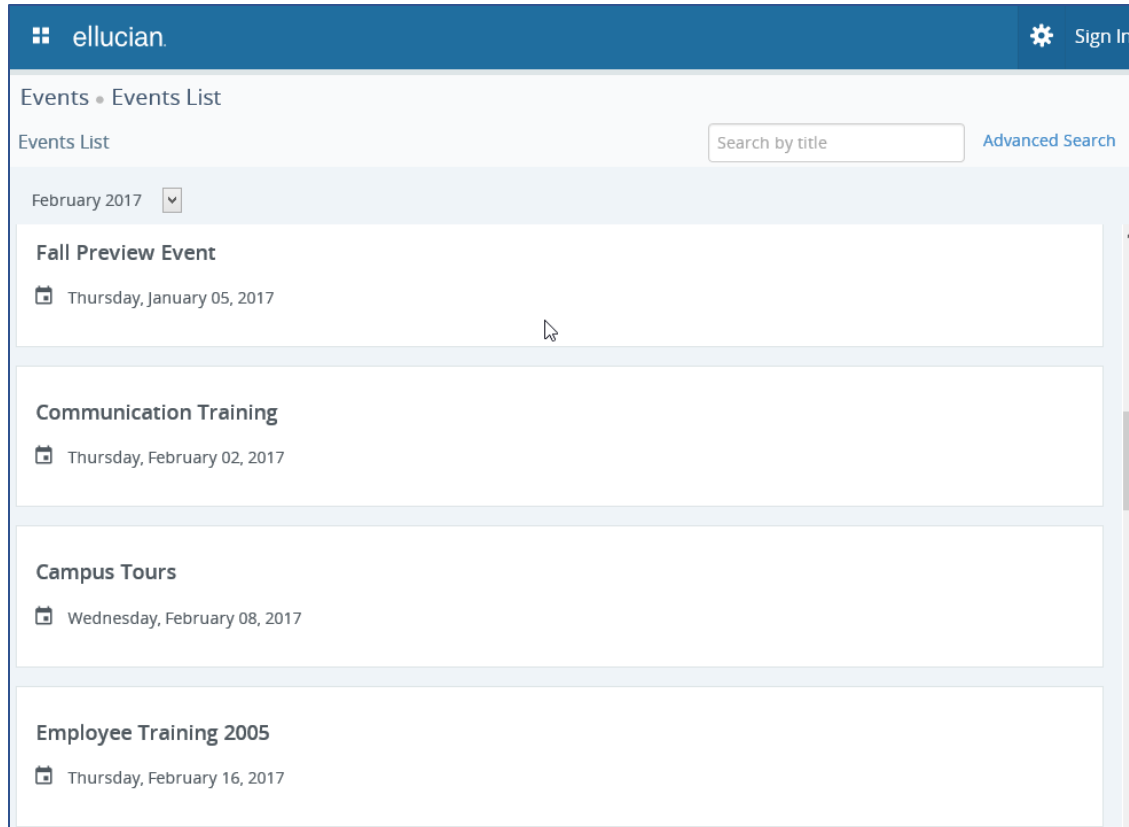 ellucian.
Sign In
Events • Events List
Events List
Search by title
Advanced Search
February 2017
Fall Preview Event
Thursday, January 05, 2017
Communication Training
Thursday, February 02, 2017
Campus Tours
Wednesday, February 08, 2017
Employee Training 2005
Thursday, February 16, 2017